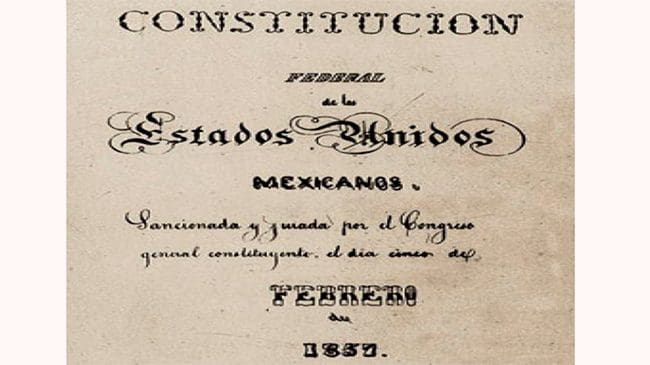 CONSTITUCION
FEDERAL
de los
Estados Unidos
MEXICANOS.
Sancionada y jurada por el Congreso
general constituyente, el dia cinco de
FEBRERO
de
1857.